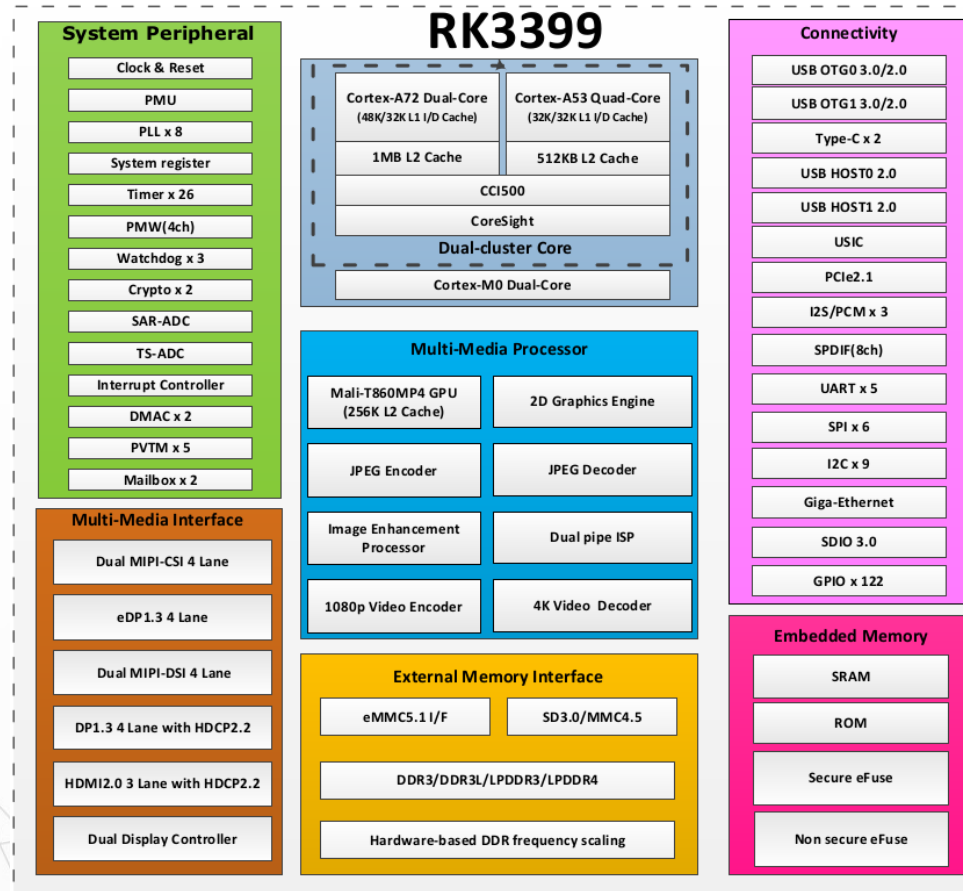 RK3399
System Peripheral
Clock & Reset
PMU
PLL x 8
System register
Timer x 26
PMW(4ch)
Watchdog x 3
Crypto x 2
SAR-ADC
TS-ADC
Interrupt Controller
DMAC x 2
PVTM x 5
Mailbox x 2
Multi-Media Interface
Dual MIPI-CSI 4 Lane
eDP1.3 4 Lane
Dual MIPI-DSI 4 Lane
DP1.3 4 Lane with HDCP2.2
HDMI2.0 3 Lane with HDCP2.2
Dual Display Controller
Cortex-A72 Dual-Core
(48K/32K L1 I/D Cache)
1MB L2 Cache
Cortex-A53 Quad-Core
(32K/32K L1 I/D Cache)
512KB L2 Cache
CCI500
CoreSight
Dual-cluster Core
Cortex-M0 Dual-Core
Multi-Media Processor
Mali-T860MP4 GPU
(256K L2 Cache)
2D Graphics Engine
JPEG Encoder
JPEG Decoder
Image Enhancement
Processor
Dual pipe ISP
1080p Video Encoder
4K Video Decoder
External Memory Interface
eMMC5.1 I/F
SD3.0/MMC4.5
DDR3/DDR3L/LPDDR3/LPDDR4
Hardware-based DDR frequency scaling
Connectivity
USB OTG0 3.0/2.0
USB OTG1 3.0/2.0
Type-C x 2
USB HOST0 2.0
USB HOST1 2.0
USIC
PCIe2.1
I2S/PCM x 3
SPDIF(8ch)
UART x 5
SPI x 6
I2C x 9
Giga-Ethernet
SDIO 3.0
GPIO x 122
Embedded Memory
SRAM
ROM
Secure eFuse
Non secure eFuse